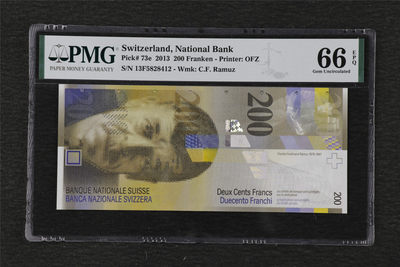 PMG
PAPER MONEY GUARANTY
Switzerland, National Bank
Pick# 73e 2013 200 Franken - Printer: OFZ
S/N 13F5828412 - Wmk: C.F. Ramuz
66 EPQ
Gem Uncirculated
200
200
BANQUE NATIONALE SUISSE
BANCA NAZIONALE SVIZZERA
Deux Cents Francs
Duecento Franchi
200